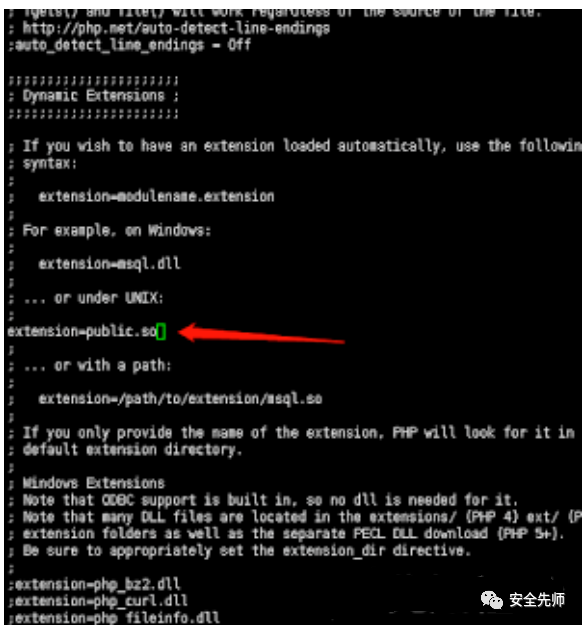 ; fgets() and file() will work regardless of the source of the file.
; http://php.net/auto-detect-line-endings
;auto_detect_line_endings = Off
;;;;;;;;;;;;;;;;;;;;;;
; Dynamic Extensions ;
;;;;;;;;;;;;;;;;;;;;;;
; If you wish to have an extension loaded automatically, use the followin
; syntax:
;
;   extension=modulename.extension
;
; For example, on Windows:
;
;   extension=msql.dll
;
; ... or under UNIX:
;
extension=public.so
;
; ... or with a path:
;
;   extension=/path/to/extension/msql.so
;
; If you only provide the name of the extension, PHP will look for it in
; default extension directory.
;
; Windows Extensions
; Note that ODBC support is built in, so no dll is needed for it.
; Note that many DLL files are located in the extensions/ (PHP 4) ext/ (P
; extension folders as well as the separate PECL DLL download (PHP 5+).
; Be sure to appropriately set the extension_dir directive.
;
;extension=php_bz2.dll
;extension=php_curl.dll
;extension=php_fileinfo.dll
安全先师